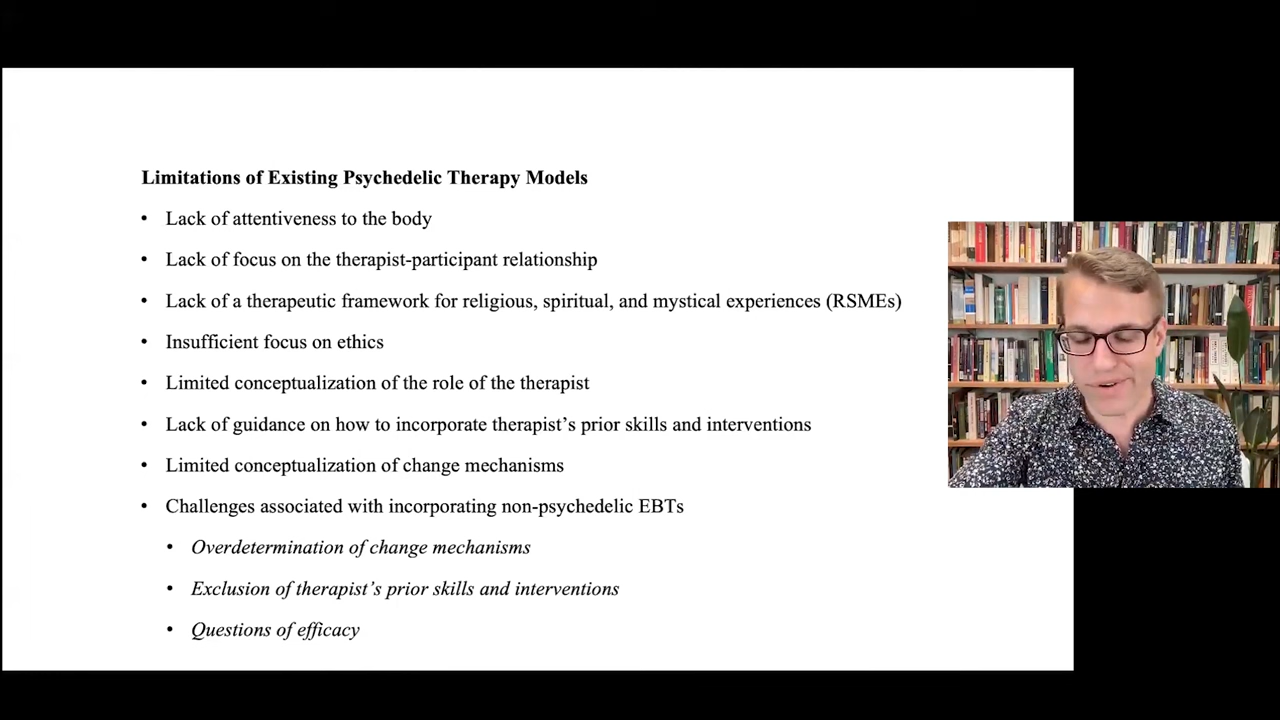 Limitations of Existing Psychedelic Therapy Models
• Lack of attentiveness to the body
• Lack of focus on the therapist-participant relationship
• Lack of a therapeutic framework for religious, spiritual, and mystical experiences (RSMEs)
• Insufficient focus on ethics
• Limited conceptualization of the role of the therapist
• Lack of guidance on how to incorporate therapist’s prior skills and interventions
• Limited conceptualization of change mechanisms
• Challenges associated with incorporating non-psychedelic EBTs
• Overdetermination of change mechanisms
• Exclusion of therapist’s prior skills and interventions
• Questions of efficacy